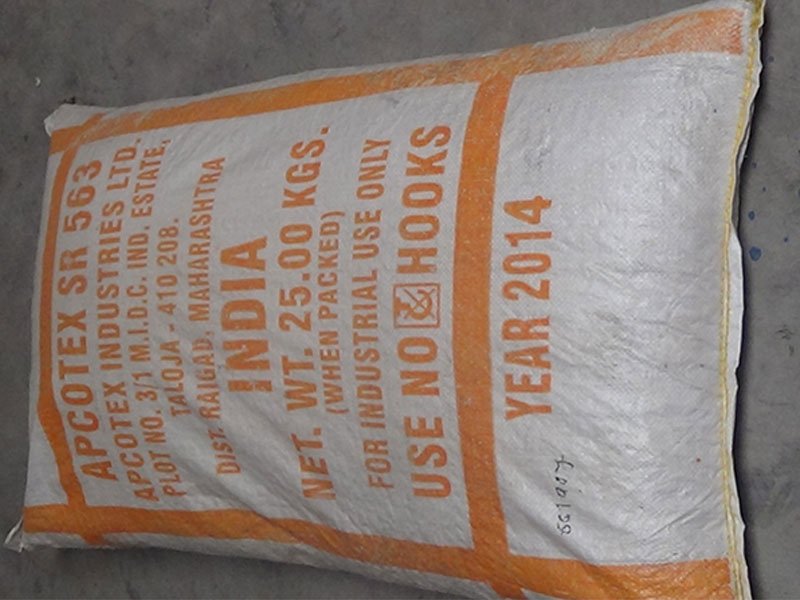 APCOTEX SR 563
APCOTEX INDUSTRIES LTD.
PLOT NO. 3/1 M.I.D.C. IND. ESTATE,
TALOJA - 410 208.
DIST. RAIGAD. MAHARASHTRA
INDIA
NET. WT. 25.00 KGS.
(WHEN PACKED)
FOR INDUSTRIAL USE ONLY
USE NO HOOKS
YEAR 2014